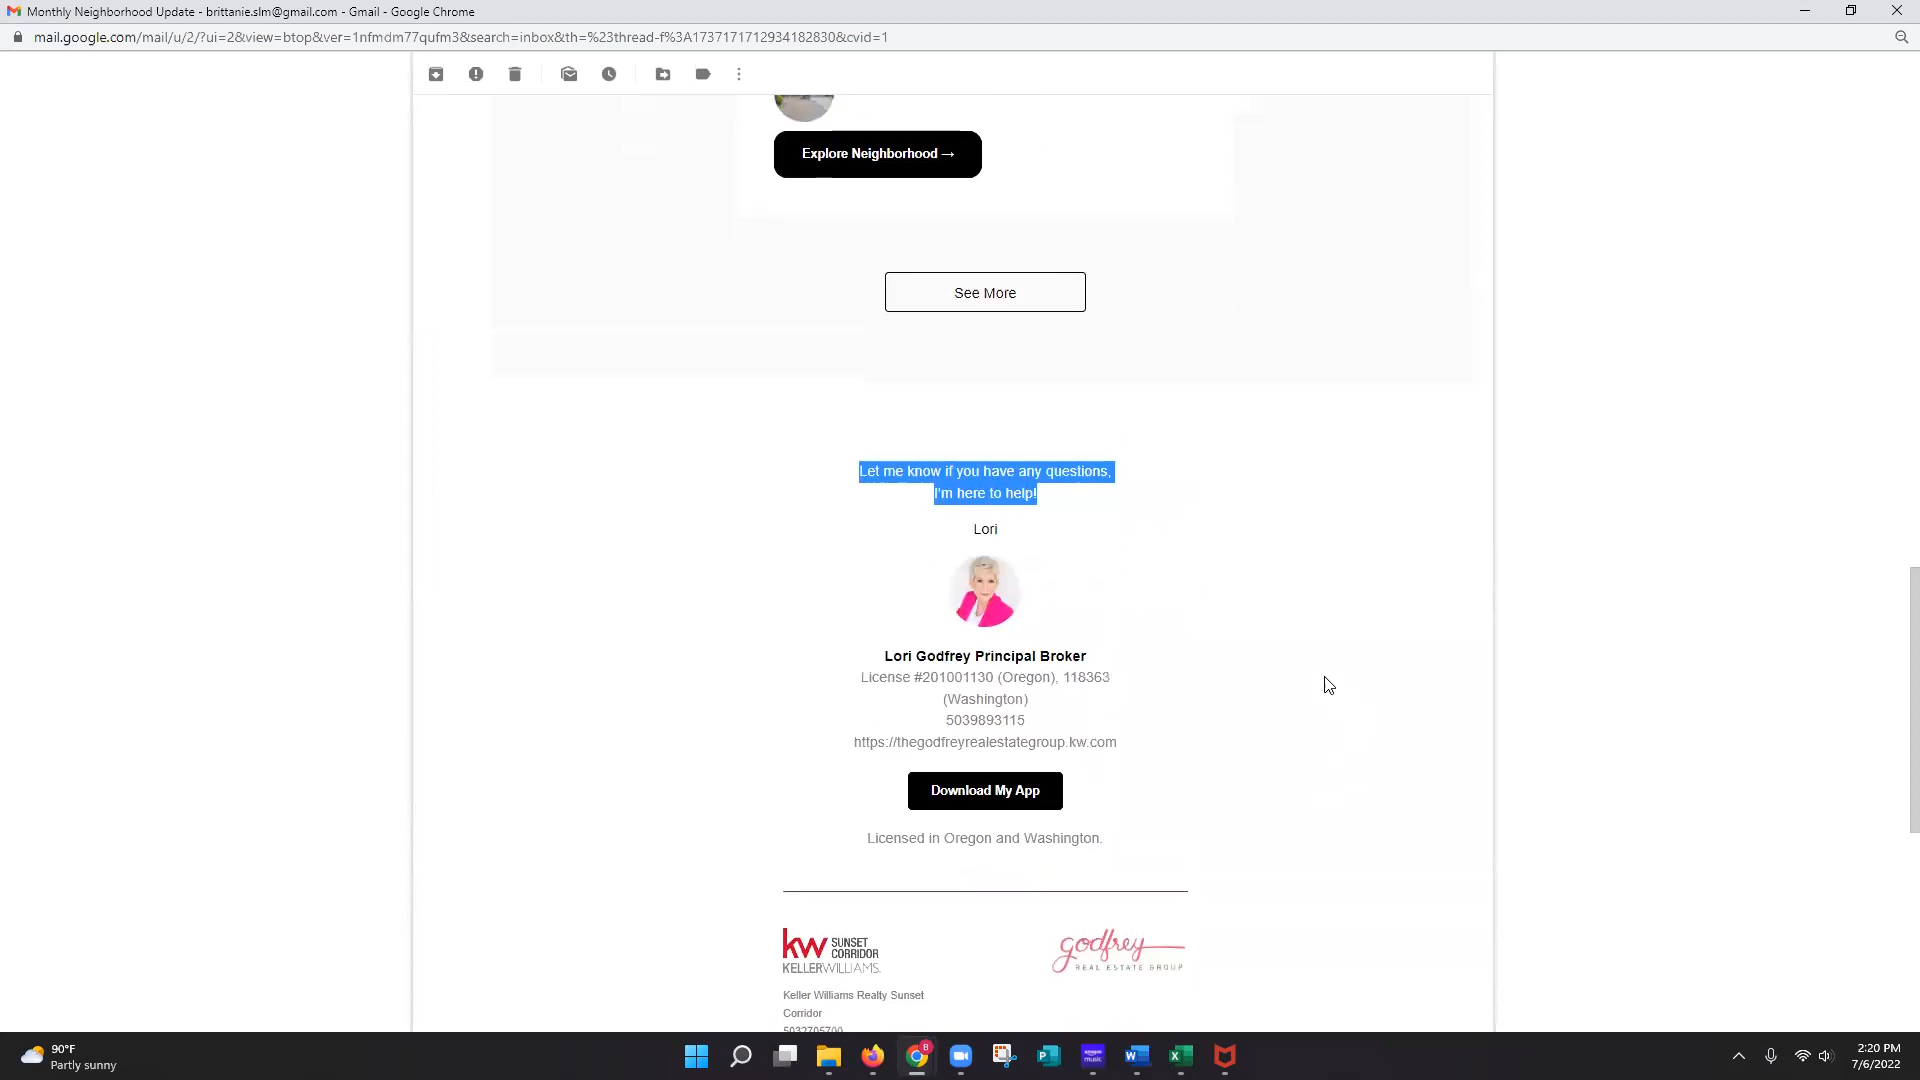 Monthly Neighborhood Update - brittanie.slm@gmail.com - Gmail - Google Chrome
mail.google.com/mail/u/2/?ui=2&view=btop&ver=1nfmdm77qufm3&search=inbox&th=%23thread-f%3A1737171712934182830&cvid=1
Explore Neighborhood →
See More
Let me know if you have any questions,
I'm here to help!
Lori
Lori Godfrey Principal Broker
License #201001130 (Oregon), 118363
(Washington)
5039893115
https://thegodfreyrealestategroup.kw.com
Download My App
Licensed in Oregon and Washington.
kw SUNSET
CORRIDOR
KELLERWILLIAMS.
godfrey
REAL ESTATE GROUP
Keller Williams Realty Sunset
Corridor
5032705700
90°F
Partly sunny
B
amazon
music
2:20 PM
7/6/2022